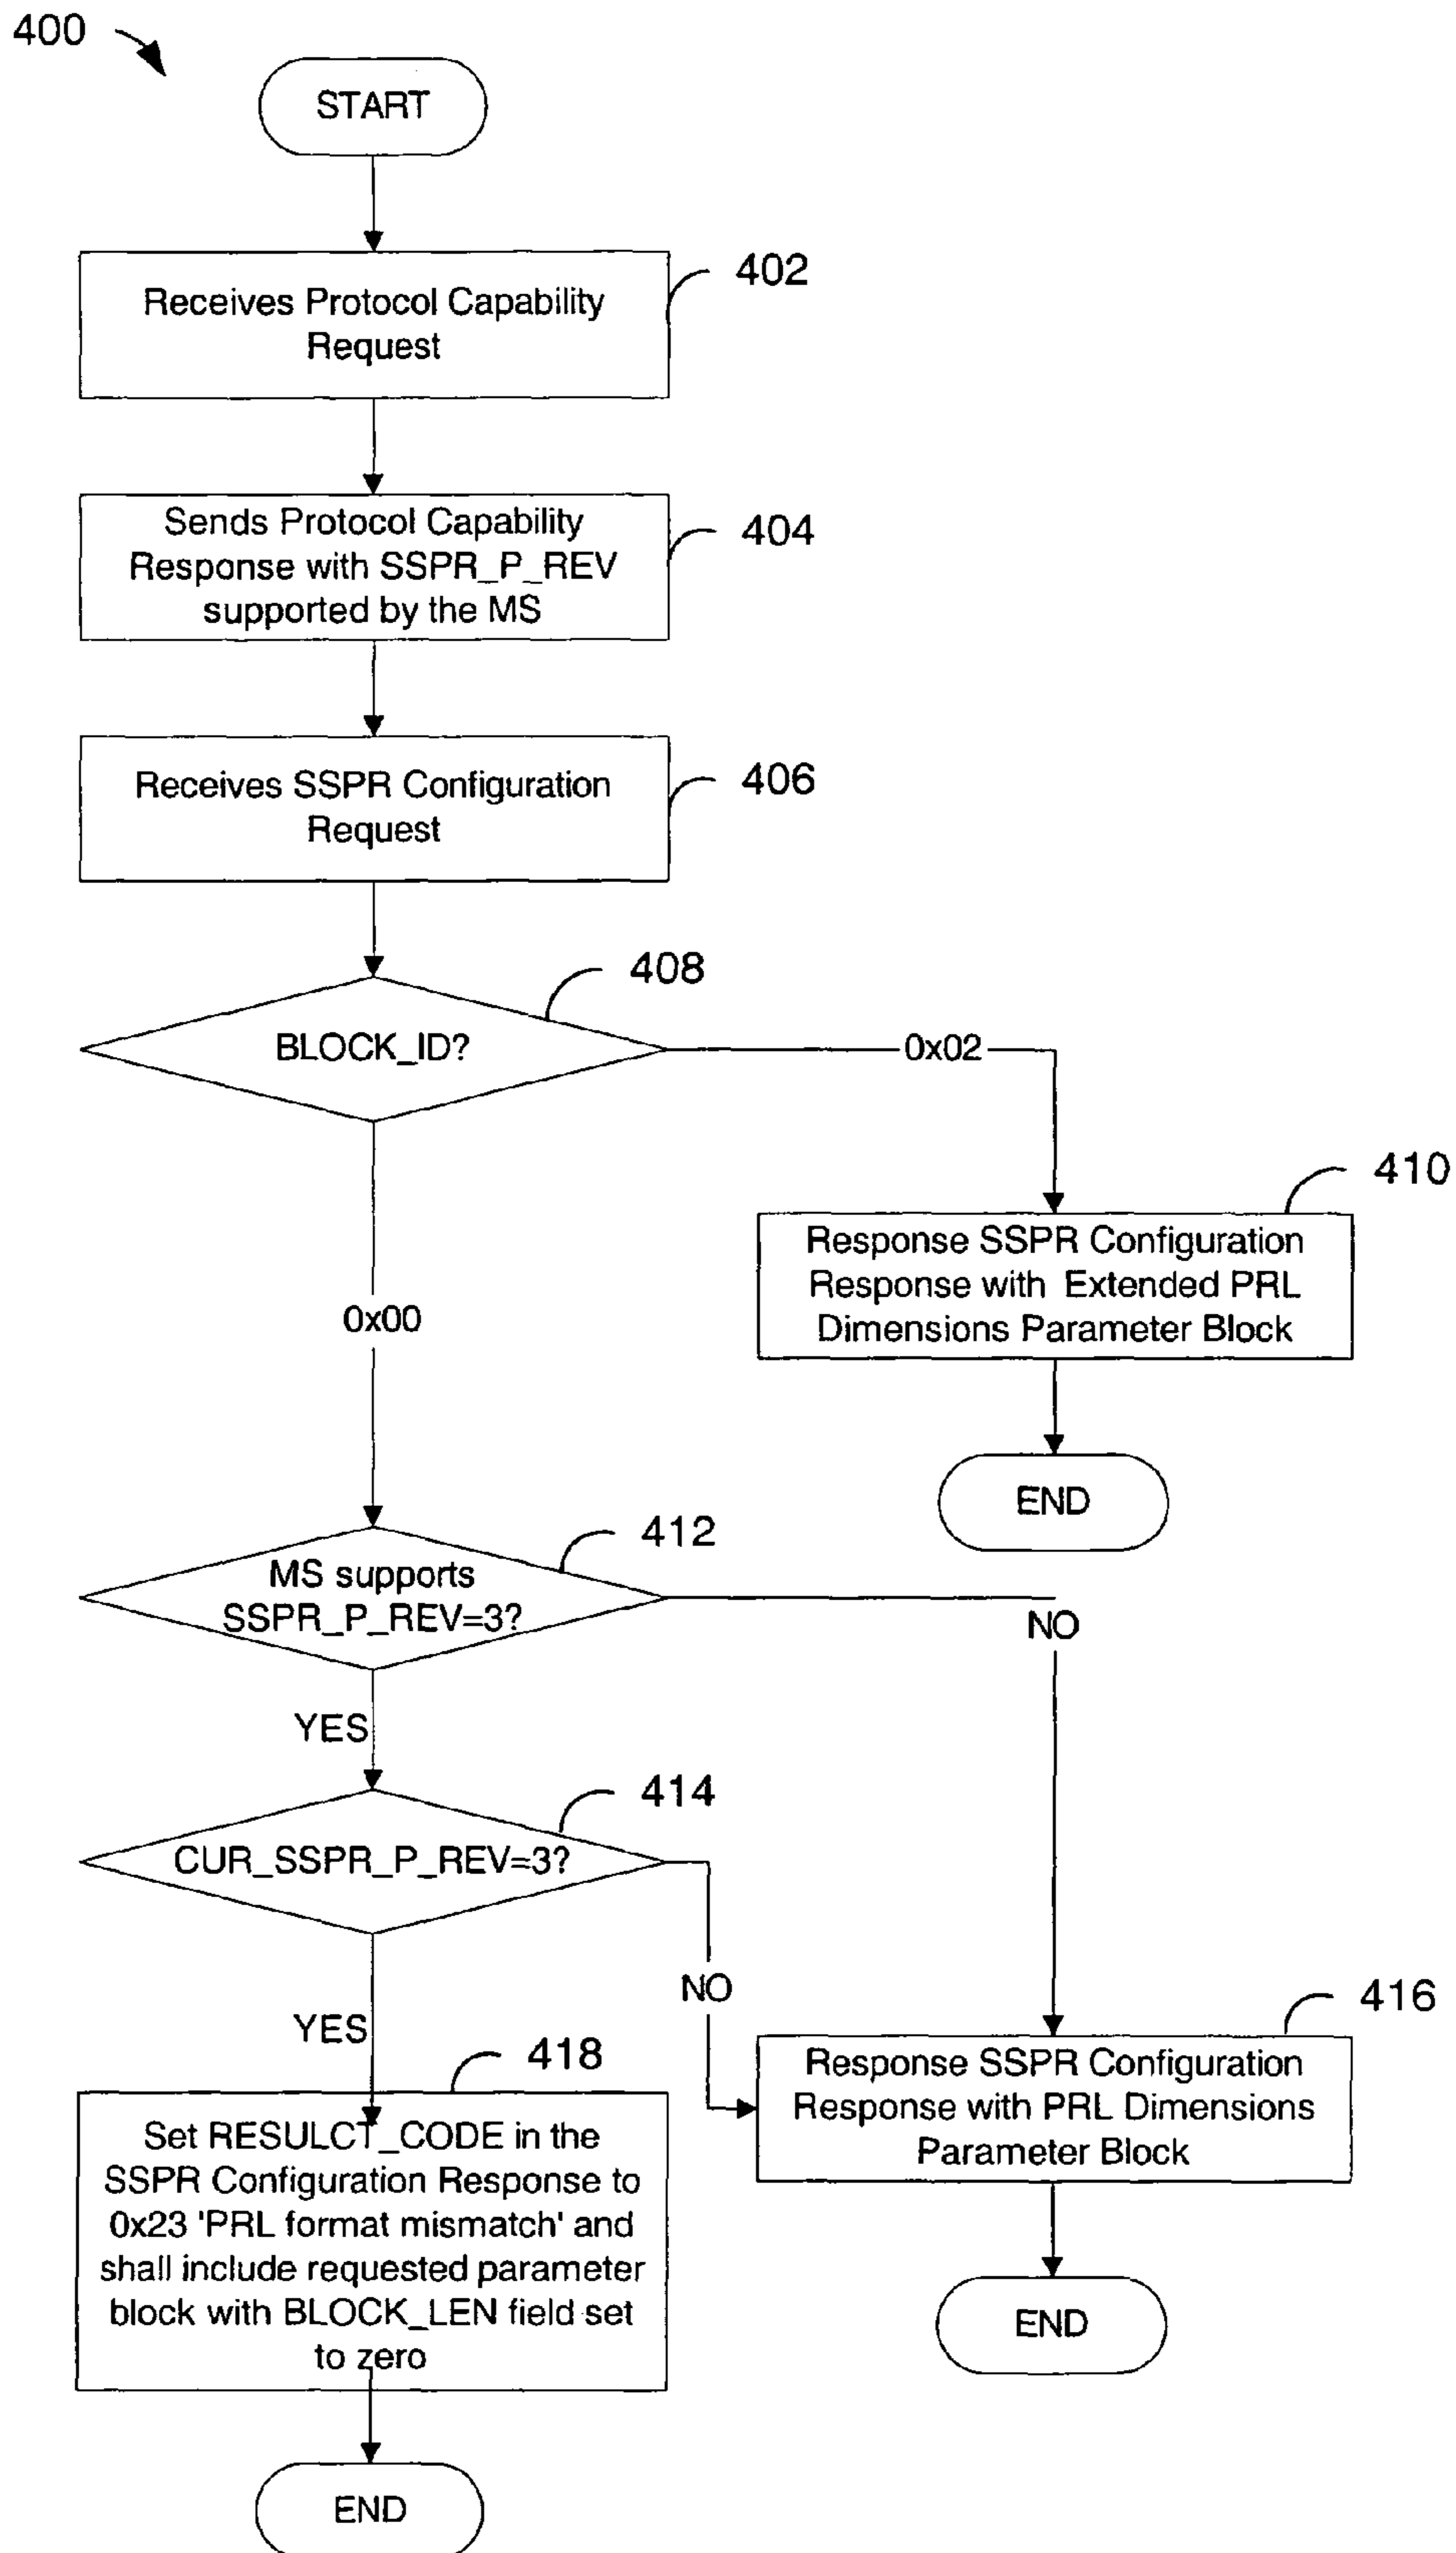 400
START
402
Receives Protocol Capability
Request
404
Sends Protocol Capability
Response with SSPR_P_REV
supported by the MS
406
Receives SSPR Configuration
Request
408
BLOCK_ID?
0x02
410
Response SSPR Configuration
Response with Extended PRL
Dimensions Parameter Block
END
0x00
412
MS supports
SSPR_P_REV=3?
NO
YES
414
CUR_SSPR_P_REV=3?
NO
YES
416
Response SSPR Configuration
Response with PRL Dimensions
Parameter Block
END
418
Set RESULCT_CODE in the
SSPR Configuration Response to
0x23 'PRL format mismatch' and
shall include requested parameter
block with BLOCK_LEN field set
to zero
END